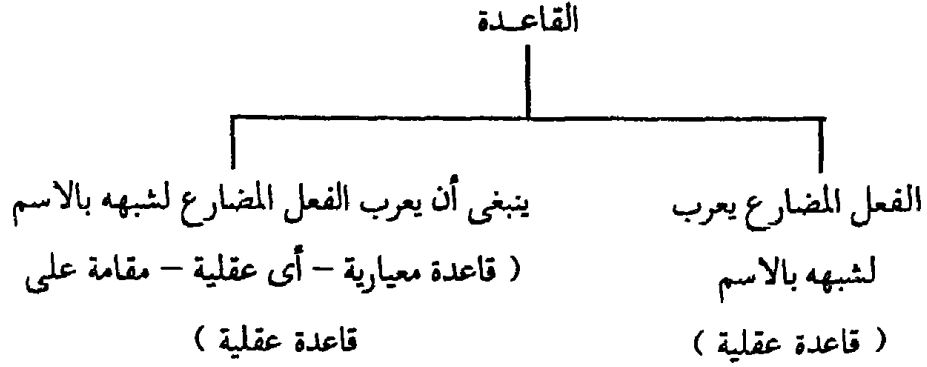 القاعدة
الفعل المضارع يعرب
لشبهه بالاسم
( قاعدة عقلية )
ينبغى أن يعرب الفعل المضارع لشبهه بالاسم
( قاعدة معيارية – أى عقلية – مقامة على
قاعدة عقلية )